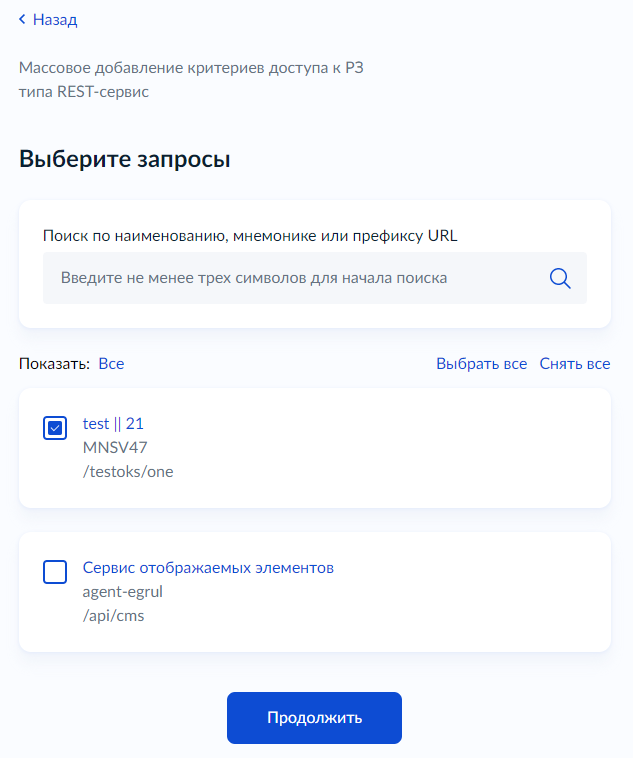 Назад
Массовое добавление критериев доступа к РЗ
типа REST-сервис
Выберите запросы
Поиск по наименованию, мнемонике или префиксу URL
Введите не менее трех символов для начала поиска
Показать: Все Выбрать все Снять все
test || 21
MNSV47
/testoks/one
Сервис отображаемых элементов
agent-egrul
/api/cms
Продолжить